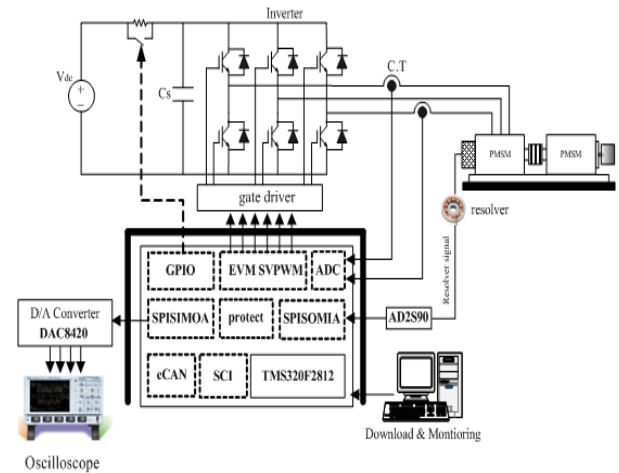 Inverter
C.T
Vdc
+
−
Cs
PMSM
PMSM
gate driver
resolver
Resolver signal
GPIO
EVM SVPWM
ADC
D/A Converter
DAC8420
SPISIMOA
protect
SPISOMIA
AD2S90
eCAN
SCI
TMS320F2812
Download & Montioring
Oscilloscope